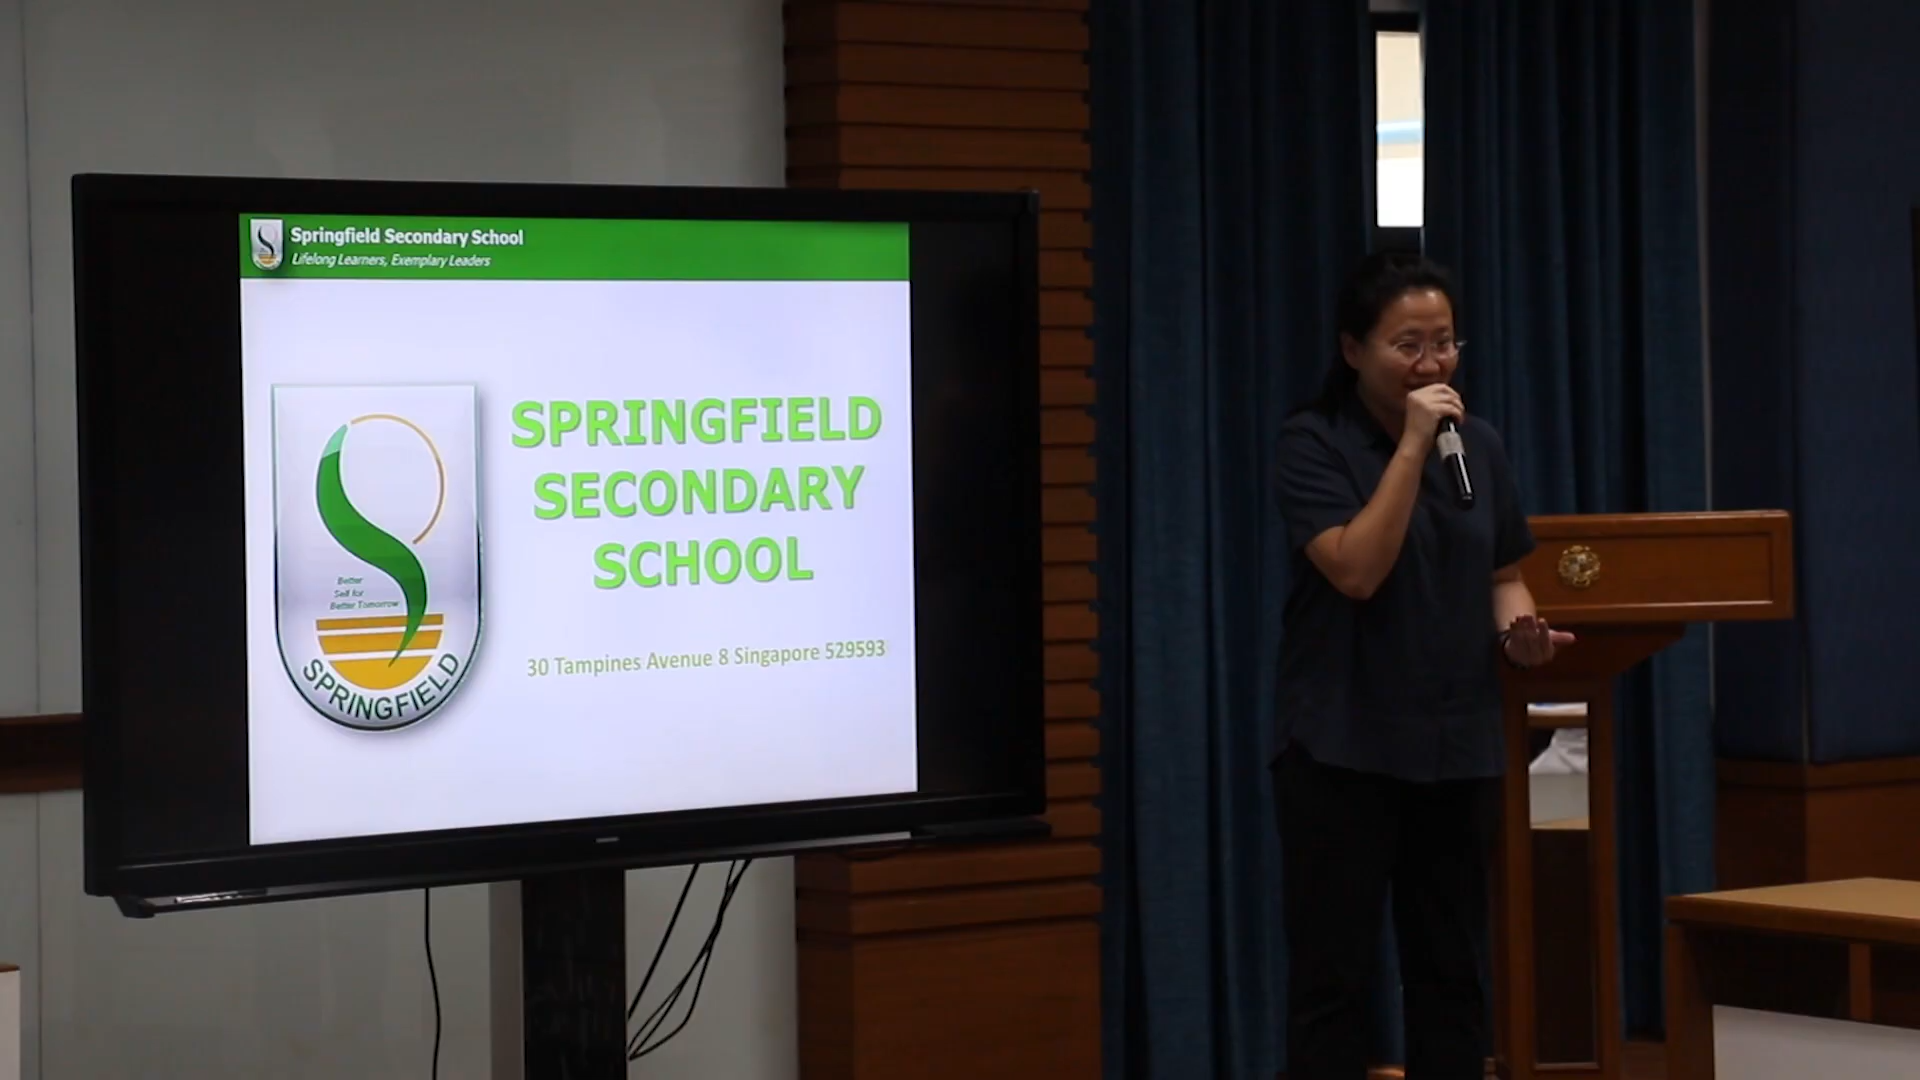 Springfield Secondary School
Lifelong Learners, Exemplary Leaders
SPRINGFIELD
SECONDARY
SCHOOL
Better
Self for
Better Tomorrow
SPRINGFIELD
30 Tampines Avenue 8 Singapore 529593